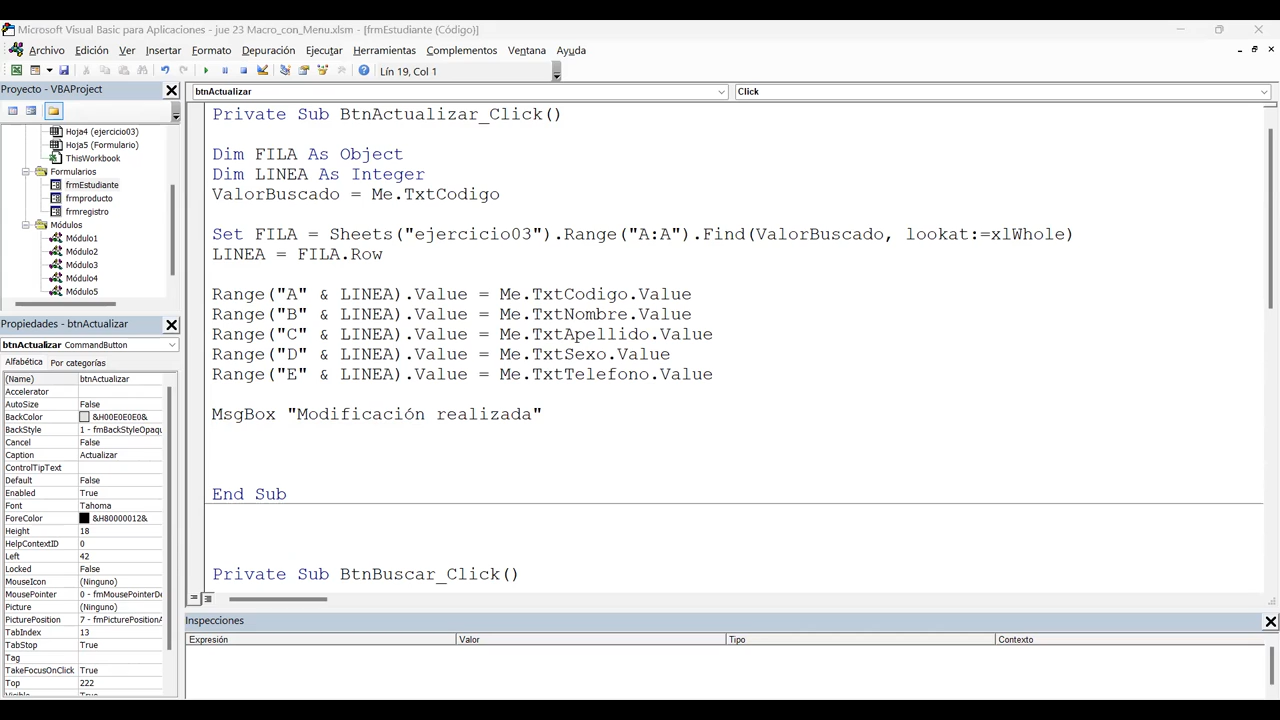 Microsoft Visual Basic para Aplicaciones - jue 23 Macro_con_Menu.xlsm - [frmEstudiante (Código)]
Archivo Edición Ver Insertar Formato Depuración Ejecutar Herramientas Complementos Ventana Ayuda
Lín 19, Col 1
Proyecto - VBAProject
Hoja4 (ejercicio03)
Hoja5 (Formulario)
ThisWorkbook
Formularios
frmEstudiante
frmproducto
frmregistro
Módulos
Módulo1
Módulo2
Módulo3
Módulo4
Módulo5
Propiedades - btnActualizar
btnActualizar CommandButton
Alfabética Por categorías
(Name) btnActualizar
Accelerator
AutoSize False
BackColor &H00E0E0E0&
BackStyle 1 - fmBackStyleOpaqu
Cancel False
Caption Actualizar
ControlTipText
Default False
Enabled True
Font Tahoma
ForeColor &H80000012&
Height 18
HelpContextID 0
Left 42
Locked False
MouseIcon (Ninguno)
MousePointer 0 - fmMousePointerDe
Picture (Ninguno)
PicturePosition 7 - fmPicturePositionA
TabIndex 13
TabStop True
Tag
TakeFocusOnClick True
Top 222
Visible True
btnActualizar Click
Private Sub BtnActualizar_Click()
Dim FILA As Object
Dim LINEA As Integer
ValorBuscado = Me.TxtCodigo
Set FILA = Sheets("ejercicio03").Range("A:A").Find(ValorBuscado, lookat:=xlWhole)
LINEA = FILA.Row
Range("A" & LINEA).Value = Me.TxtCodigo.Value
Range("B" & LINEA).Value = Me.TxtNombre.Value
Range("C" & LINEA).Value = Me.TxtApellido.Value
Range("D" & LINEA).Value = Me.TxtSexo.Value
Range("E" & LINEA).Value = Me.TxtTelefono.Value
MsgBox "Modificación realizada"
End Sub
Private Sub BtnBuscar_Click()
Inspecciones
Expresión Valor Tipo Contexto